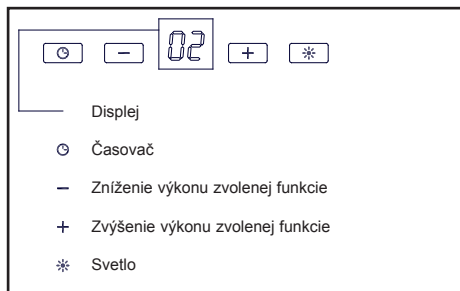 02
Displej
Časovač
– Zníženie výkonu zvolenej funkcie
+ Zvýšenie výkonu zvolenej funkcie
Svetlo